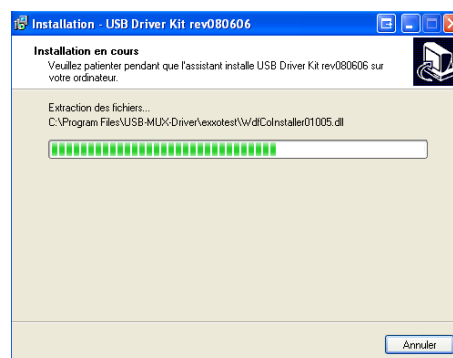 Installation - USB Driver Kit rev080606
Installation en cours
Veuillez patienter pendant que l'assistant installe USB Driver Kit rev080606 sur
votre ordinateur.
Extraction des fichiers...
C:\Program Files\USB-MUX-Driver\exxotest\WdfCoInstaller01005.dll
Annuler